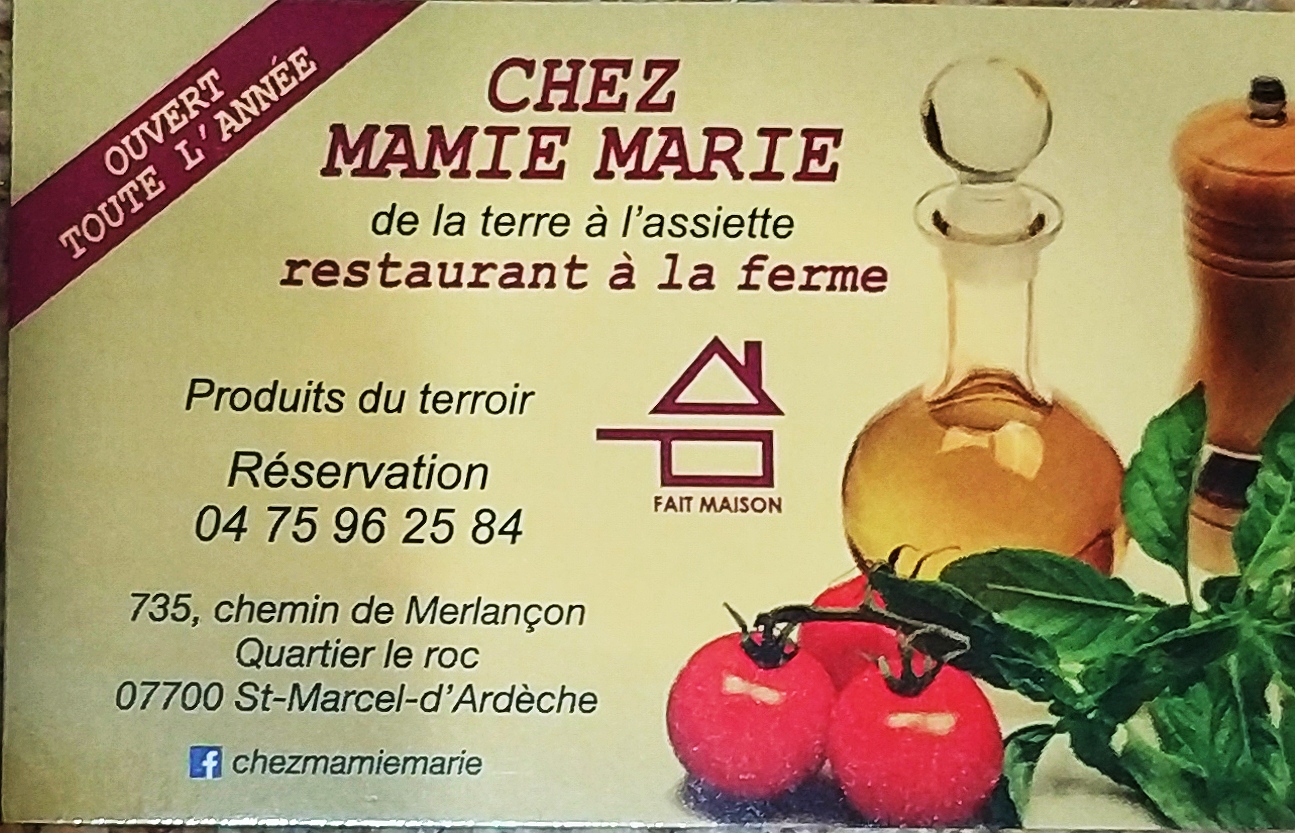 OUVERT
TOUTE L'ANNÉE
CHEZ
MAMIE MARIE
de la terre à l'assiette
restaurant à la ferme
Produits du terroir
FAIT MAISON
Réservation
04 75 96 25 84
735, chemin de Merlançon
Quartier le roc
07700 St-Marcel-d'Ardèche
f chezmamiemarie